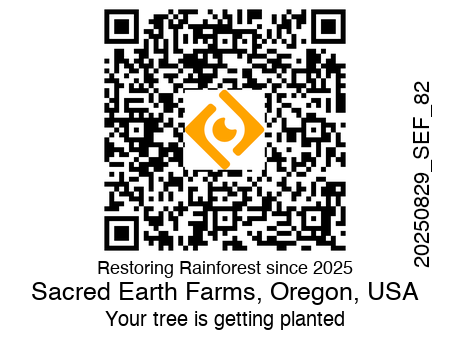 Restoring Rainforest since 2025
Sacred Earth Farms, Oregon, USA
Your tree is getting planted
20250829_SEF_82